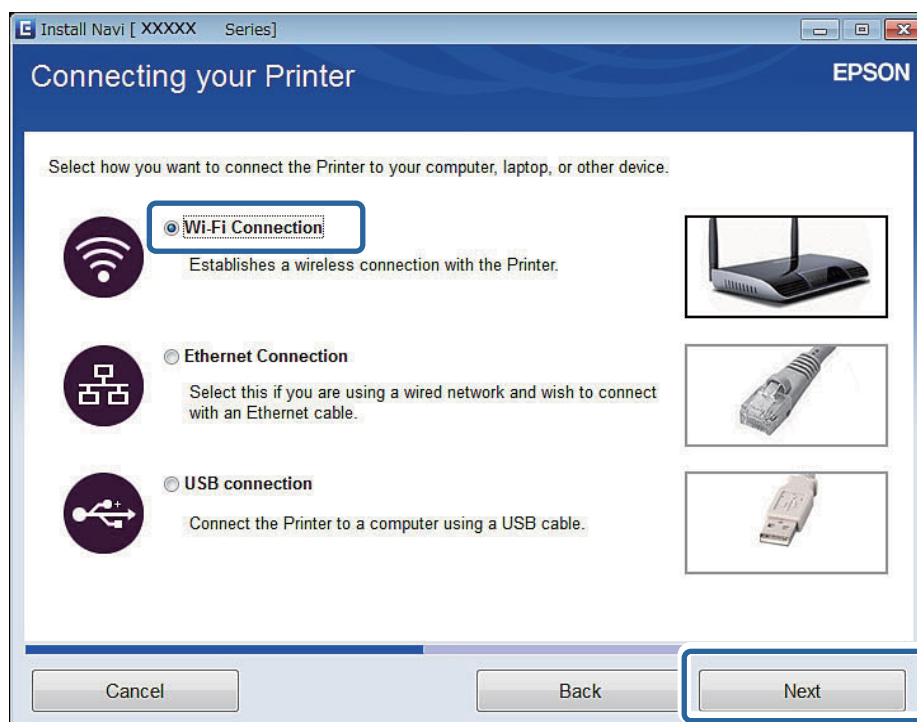 Install Navi [ XXXXX Series]
Connecting your Printer
EPSON
Select how you want to connect the Printer to your computer, laptop, or other device.
Wi-Fi Connection
Establishes a wireless connection with the Printer.
Ethernet Connection
Select this if you are using a wired network and wish to connect
with an Ethernet cable.
USB connection
Connect the Printer to a computer using a USB cable.
Cancel
Back
Next